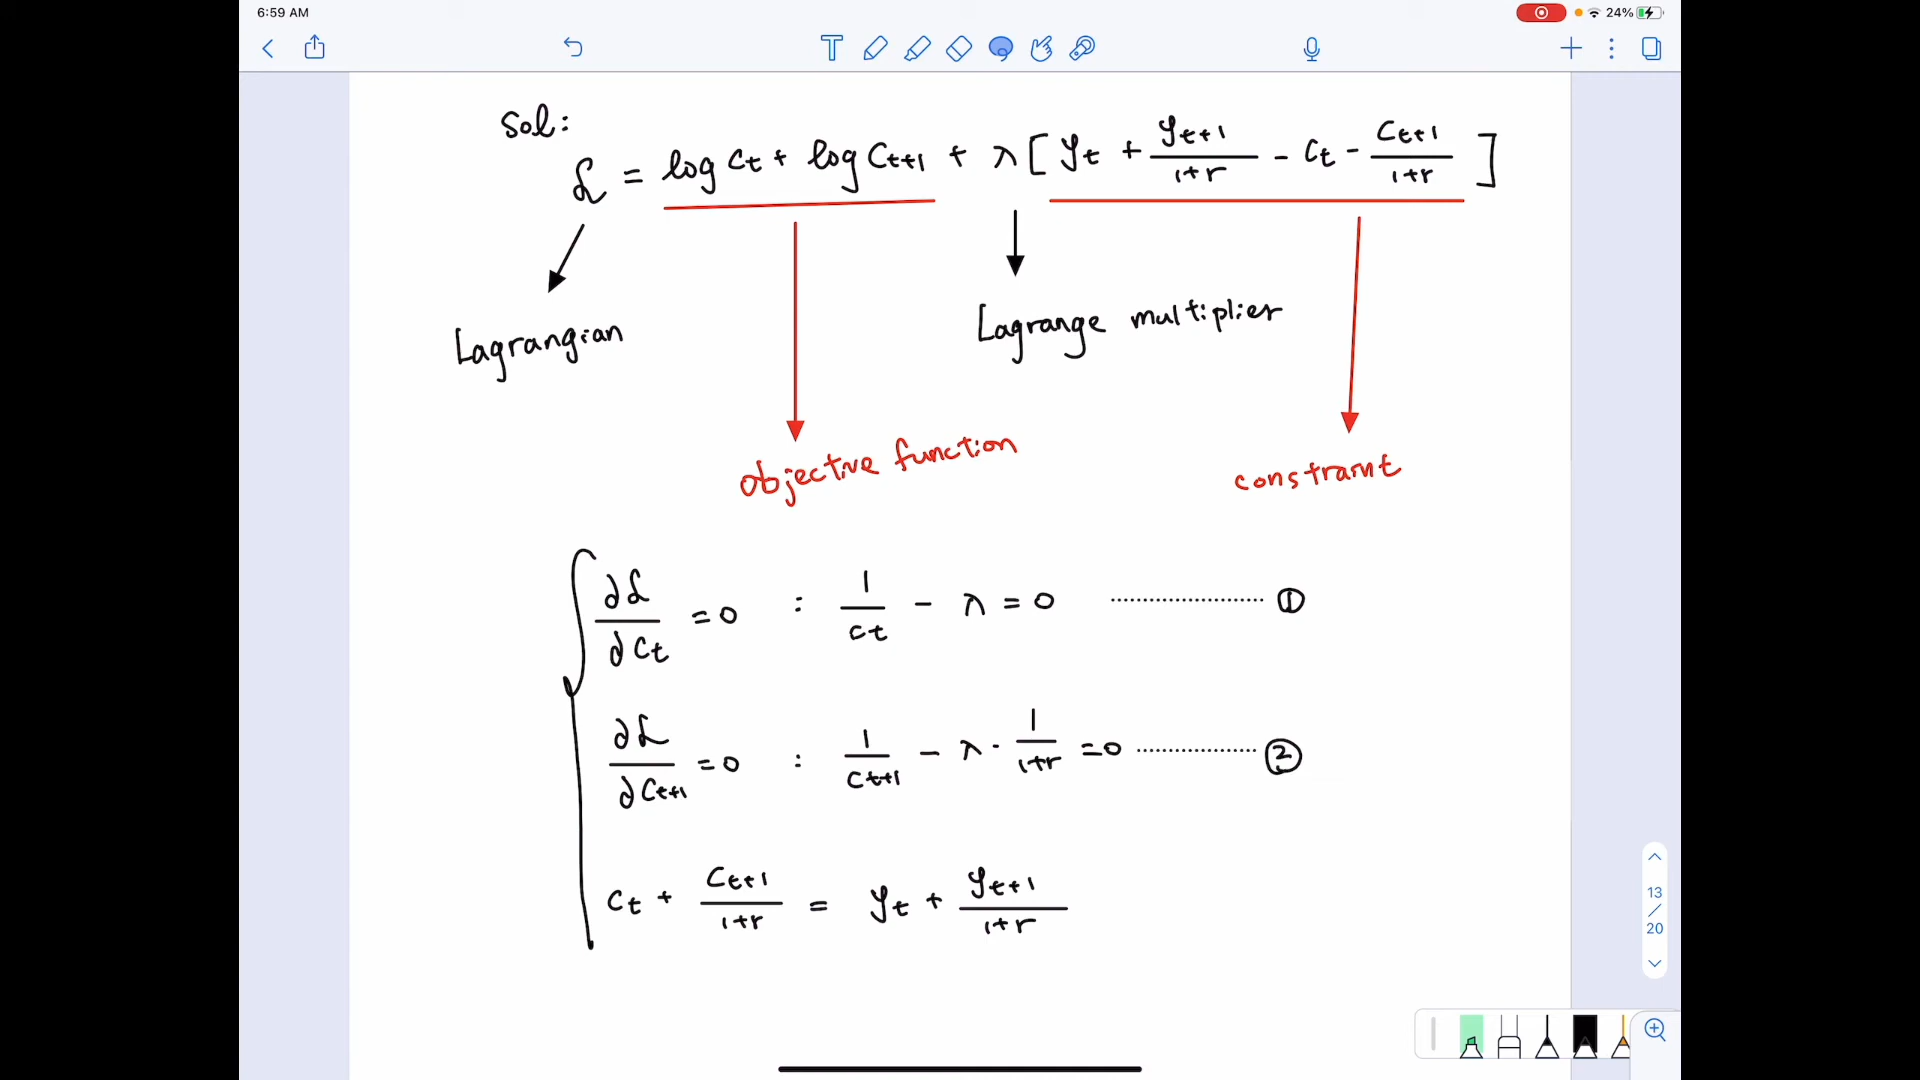 6:59 AM
24%
Sol:
ℒ = log Ct + log Ct+1 + λ [ yt + yt+1/1+r - Ct - Ct+1/1+r ]
Lagrangian
Lagrange multiplier
objective function
constraint
∂ℒ/∂Ct = 0 : 1/Ct - λ = 0 ........................ ①
∂ℒ/∂Ct+1 = 0 : 1/Ct+1 - λ · 1/1+r = 0 ................... ②
Ct + Ct+1/1+r = yt + yt+1/1+r
13
/
20